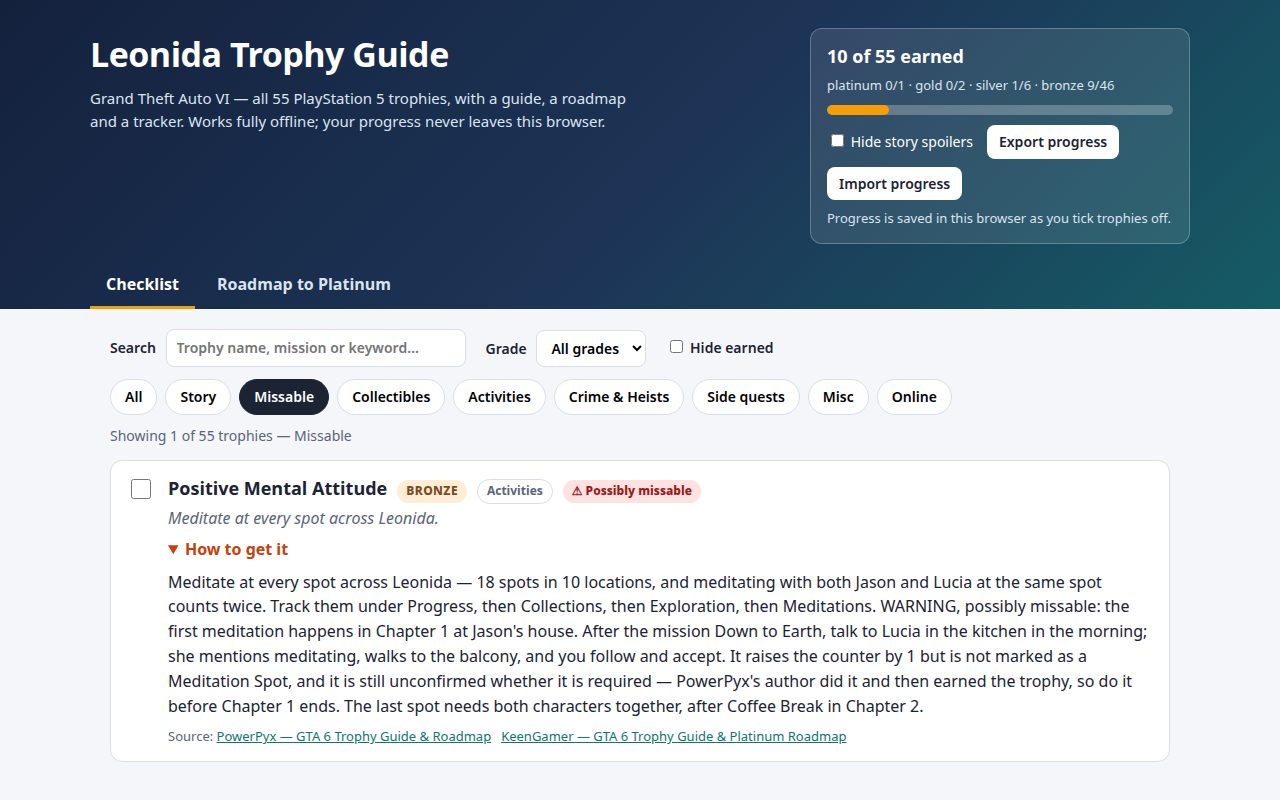 Leonida Trophy Guide
Grand Theft Auto VI — all 55 PlayStation 5 trophies, with a guide, a roadmap
and a tracker. Works fully offline; your progress never leaves this browser.
10 of 55 earned
platinum 0/1 · gold 0/2 · silver 1/6 · bronze 9/46
Hide story spoilers Export progress
Import progress
Progress is saved in this browser as you tick trophies off.
Checklist Roadmap to Platinum
Search Trophy name, mission or keyword... Grade All grades Hide earned
All Story Missable Collectibles Activities Crime & Heists Side quests Misc Online
Showing 1 of 55 trophies — Missable
Positive Mental Attitude BRONZE Activities ⚠ Possibly missable
Meditate at every spot across Leonida.
▼ How to get it
Meditate at every spot across Leonida — 18 spots in 10 locations, and meditating with both Jason and Lucia at the same spot
counts twice. Track them under Progress, then Collections, then Exploration, then Meditations. WARNING, possibly missable: the
first meditation happens in Chapter 1 at Jason's house. After the mission Down to Earth, talk to Lucia in the kitchen in the morning;
she mentions meditating, walks to the balcony, and you follow and accept. It raises the counter by 1 but is not marked as a
Meditation Spot, and it is still unconfirmed whether it is required — PowerPyx's author did it and then earned the trophy, so do it
before Chapter 1 ends. The last spot needs both characters together, after Coffee Break in Chapter 2.
Source: PowerPyx — GTA 6 Trophy Guide & Roadmap KeenGamer — GTA 6 Trophy Guide & Platinum Roadmap